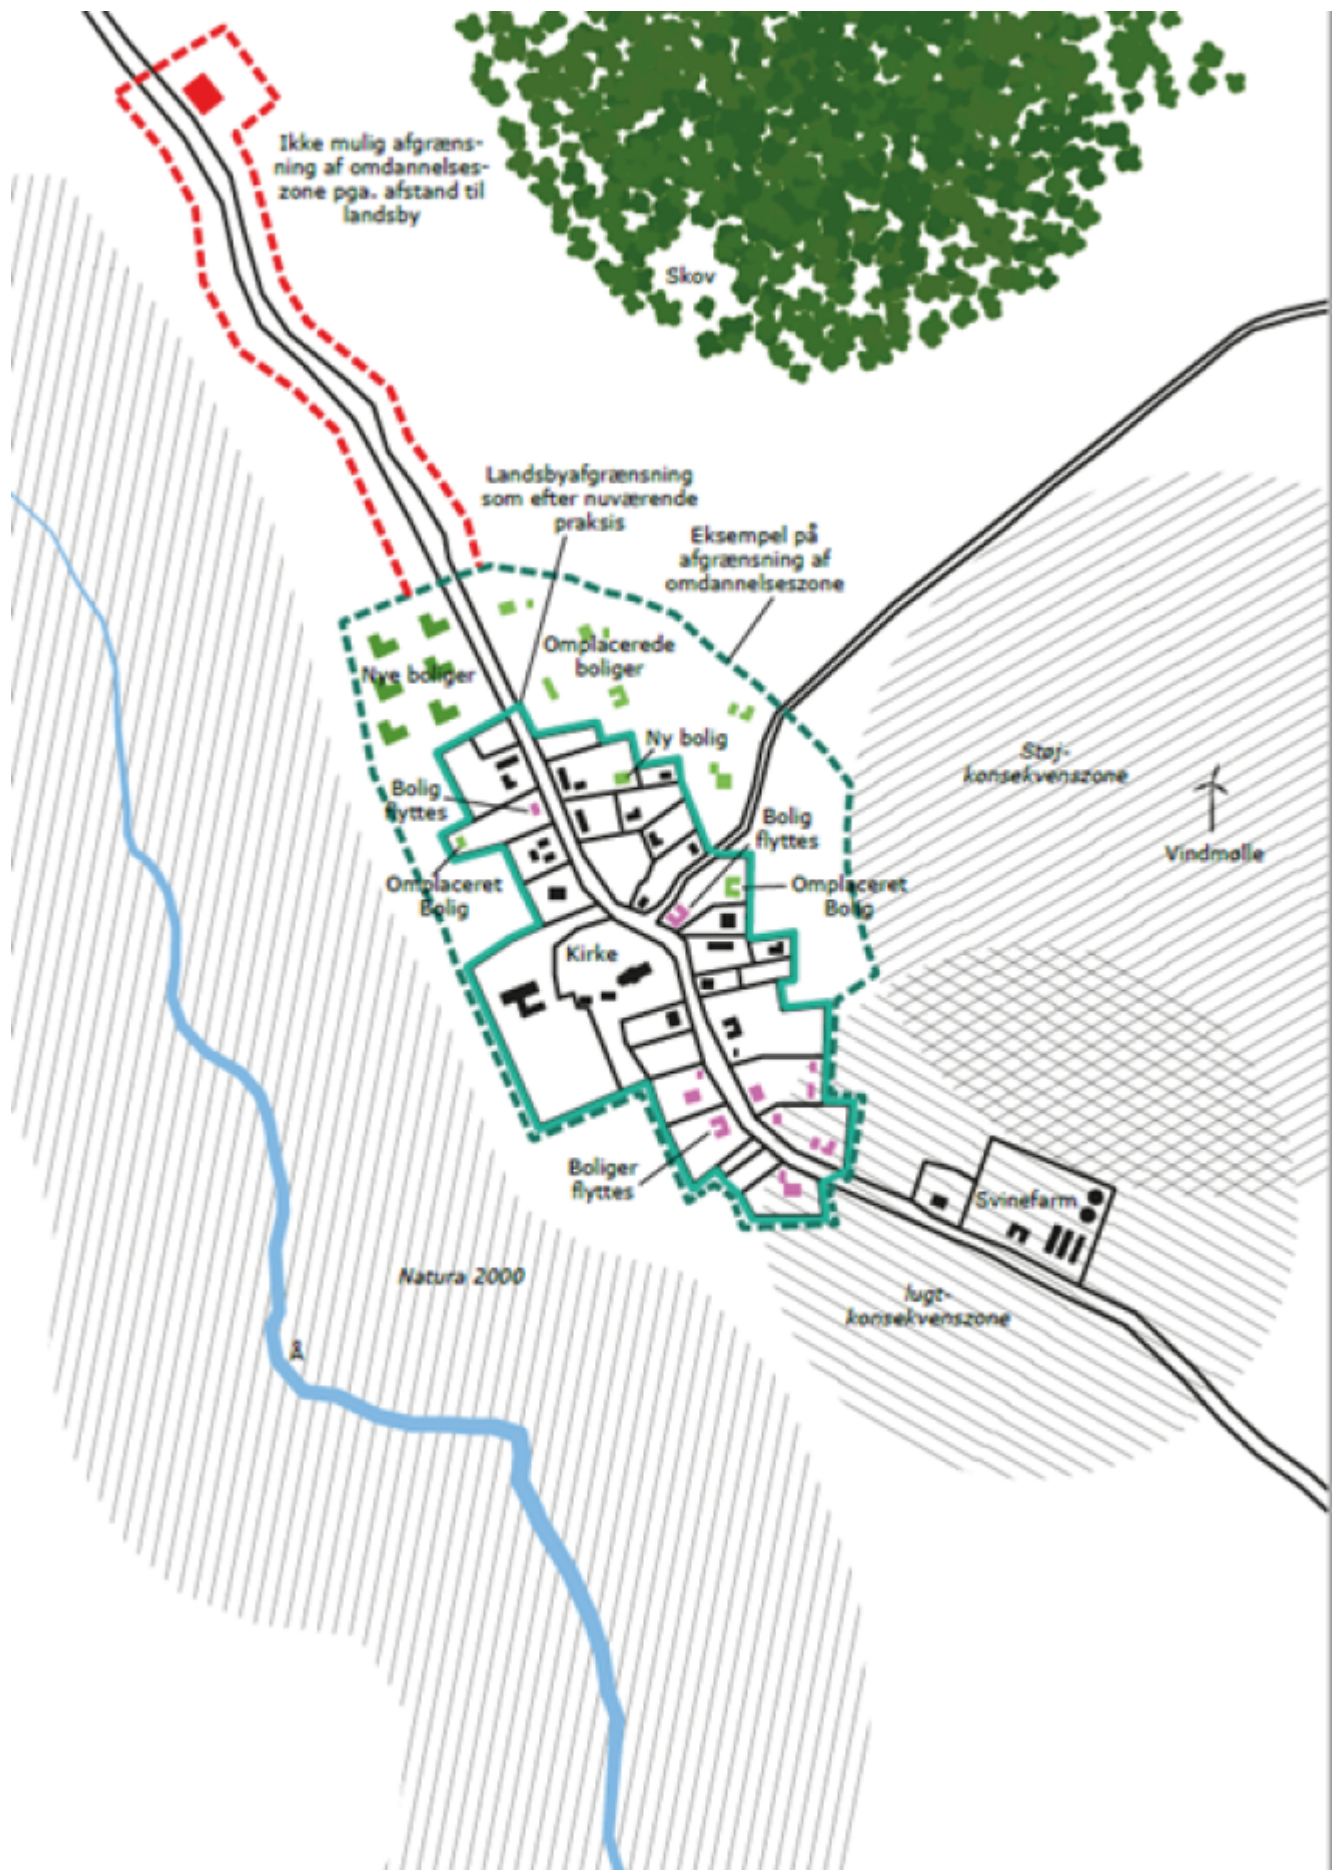 Ikke mulig afgræns-
ning af omdannelses-
zone pga. afstand til
landsby
Skov
Landsbyafgrænsning
som efter nuværende
praksis
Eksempel på
afgrænsning af
omdannelseszone
Omplacerede
boliger
Nye boliger
Ny bolig
Støj-
konsekvenszone
Bolig
flyttes
Bolig
flyttes
Vindmølle
Omplaceret
Bolig
Omplaceret
Bolig
Kirke
Boliger
flyttes
Svinefarm
Natura 2000
lugt-
konsekvenszone
Å